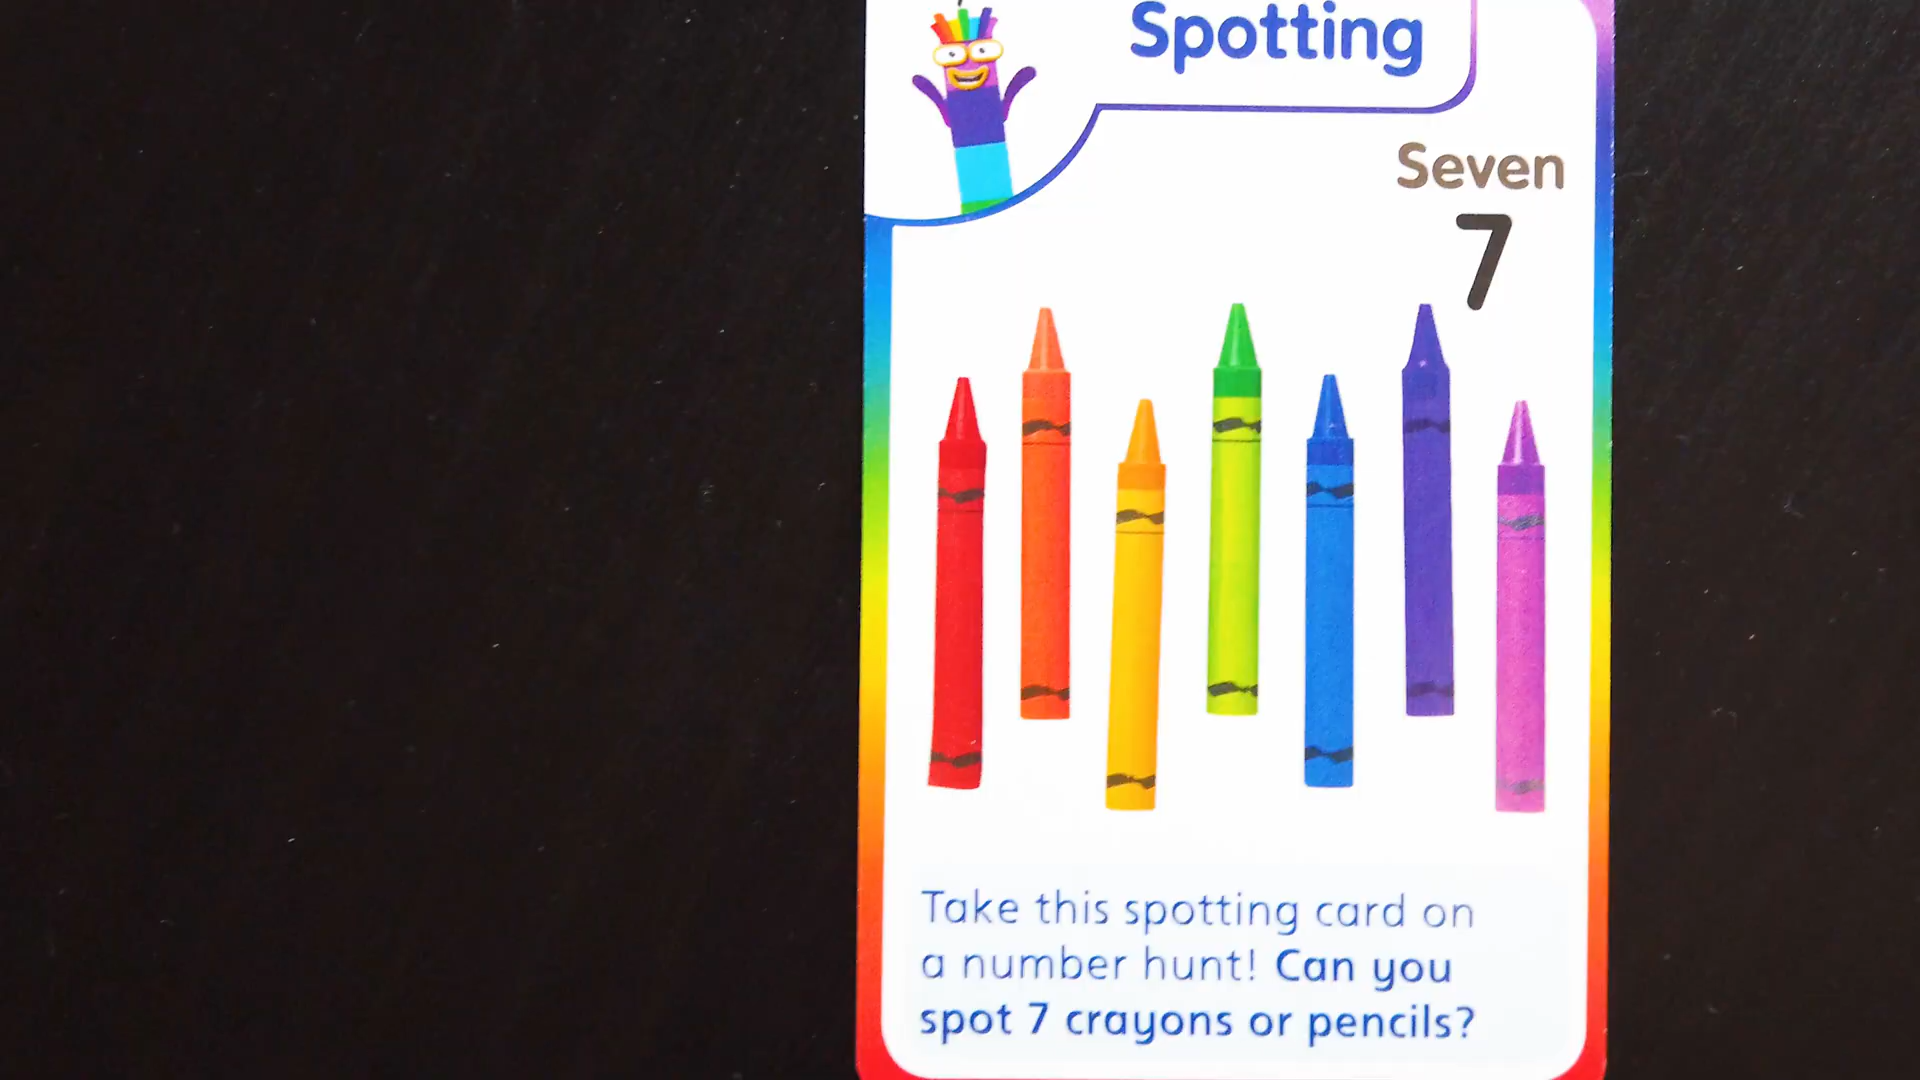 Spotting
Seven
7
Take this spotting card on
a number hunt! Can you
spot 7 crayons or pencils?